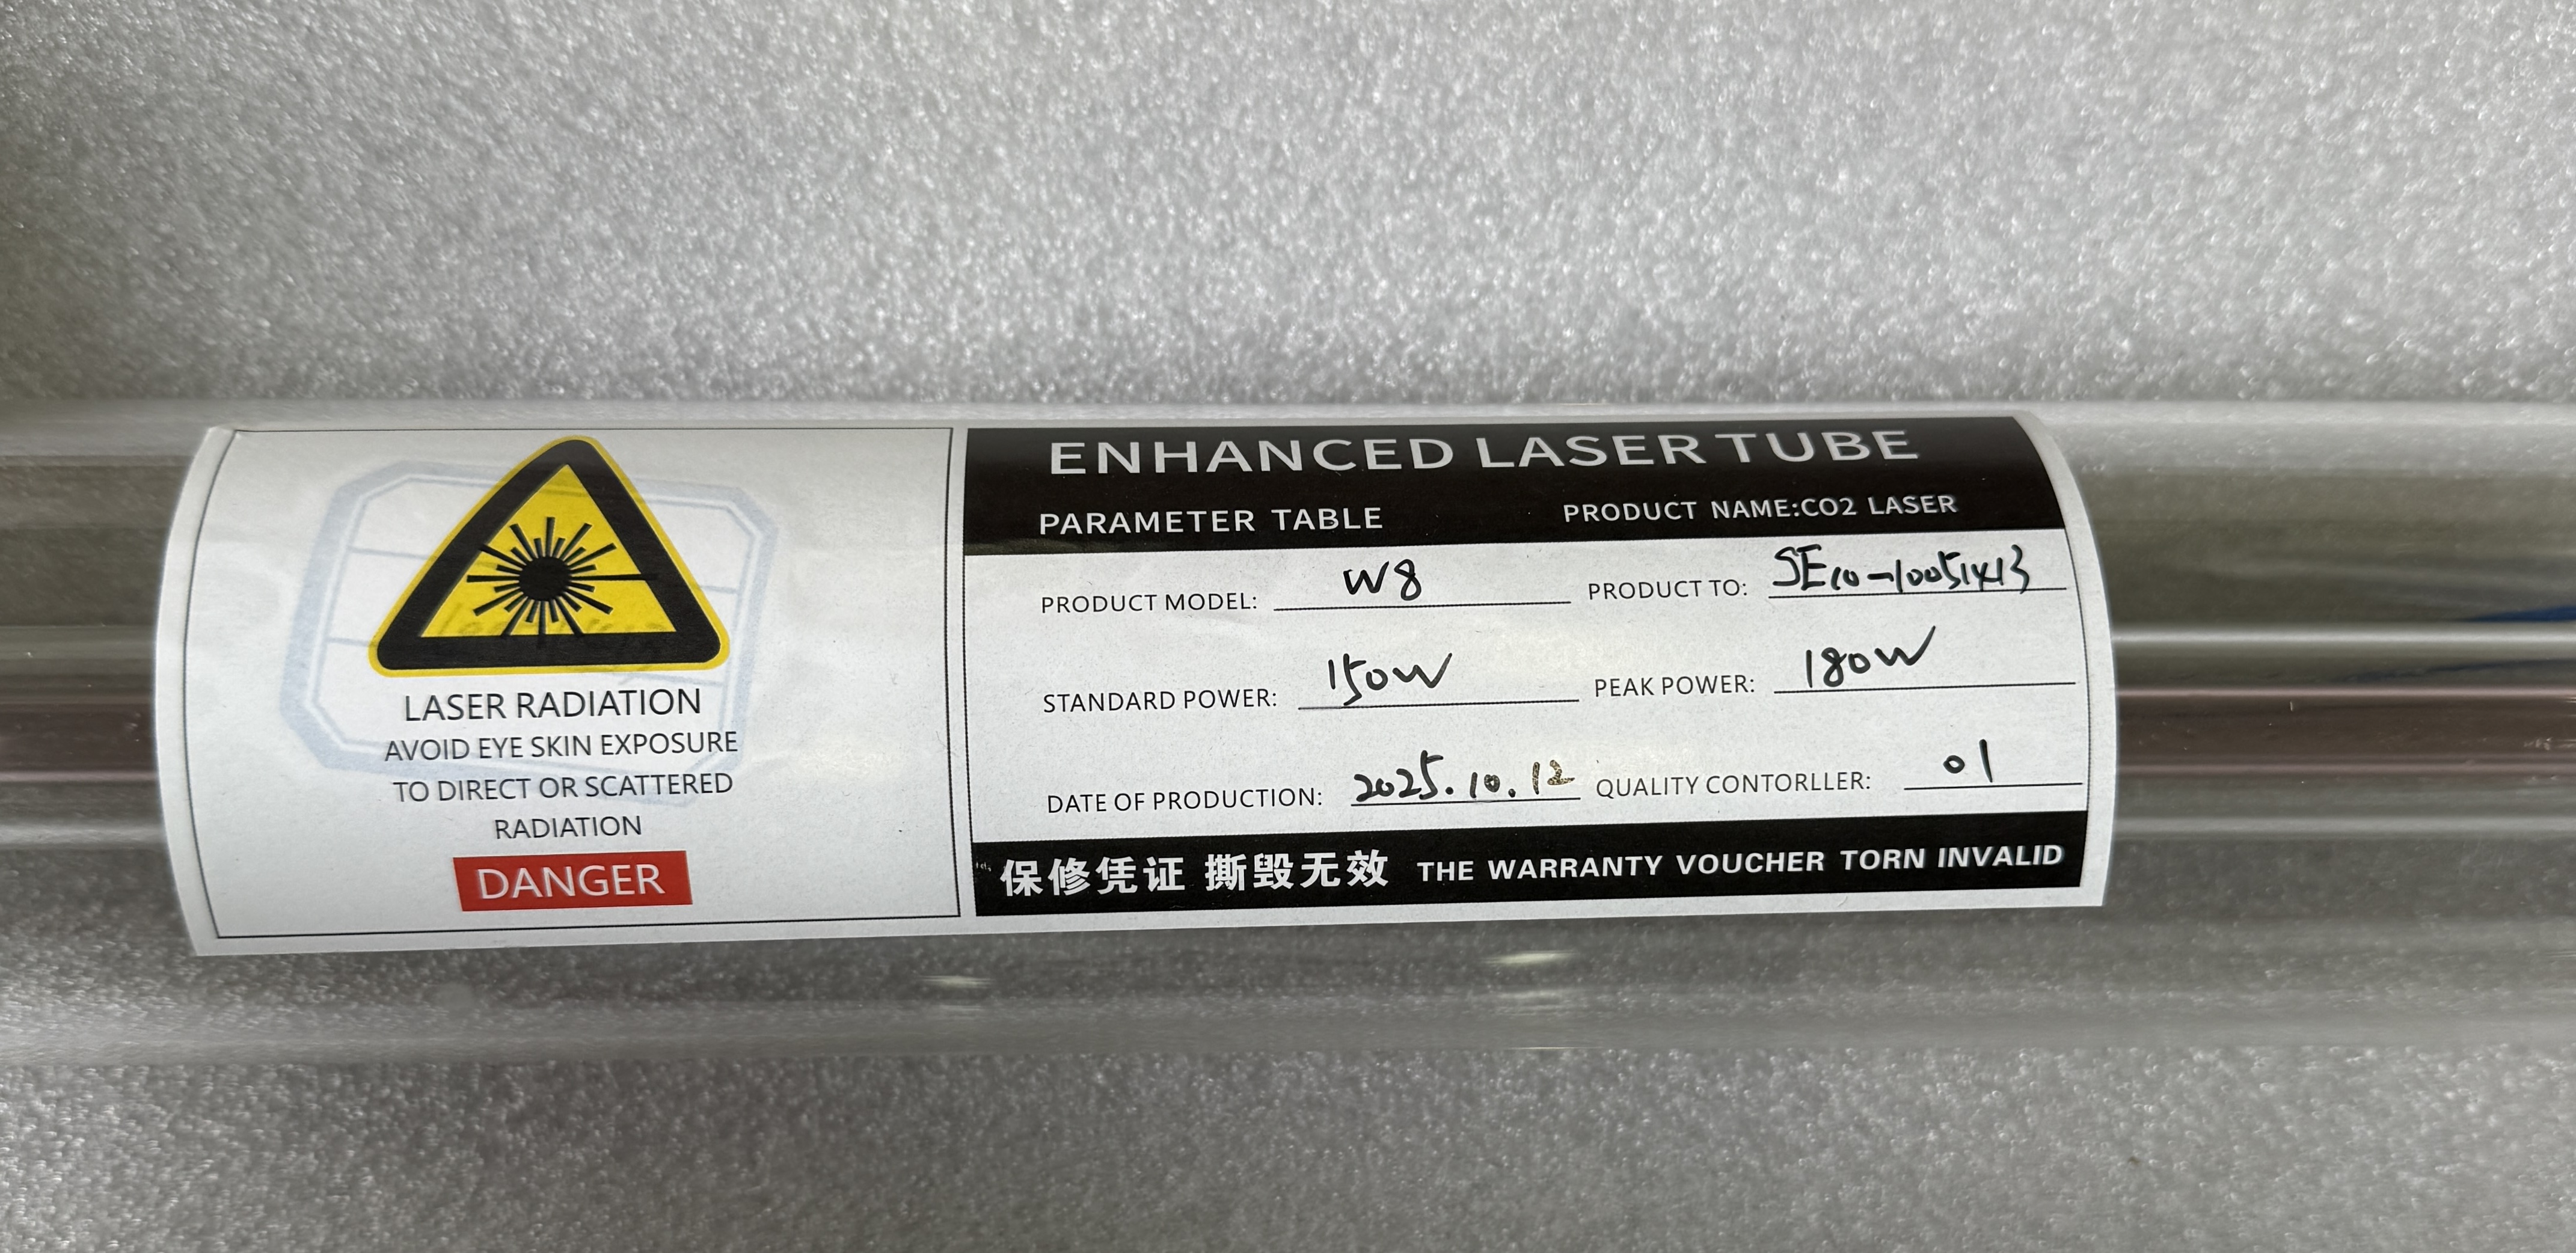 LASER RADIATION
AVOID EYE SKIN EXPOSURE
TO DIRECT OR SCATTERED
RADIATION
DANGER
ENHANCED LASER TUBE
PARAMETER TABLE PRODUCT NAME:CO2 LASER
PRODUCT MODEL: W8 PRODUCT TO:
STANDARD POWER: 150W PEAK POWER: 180W
DATE OF PRODUCTION: 2025.10.12 QUALITY CONTORLLER: 01
保修凭证 撕毁无效 THE WARRANTY VOUCHER TORN INVALID